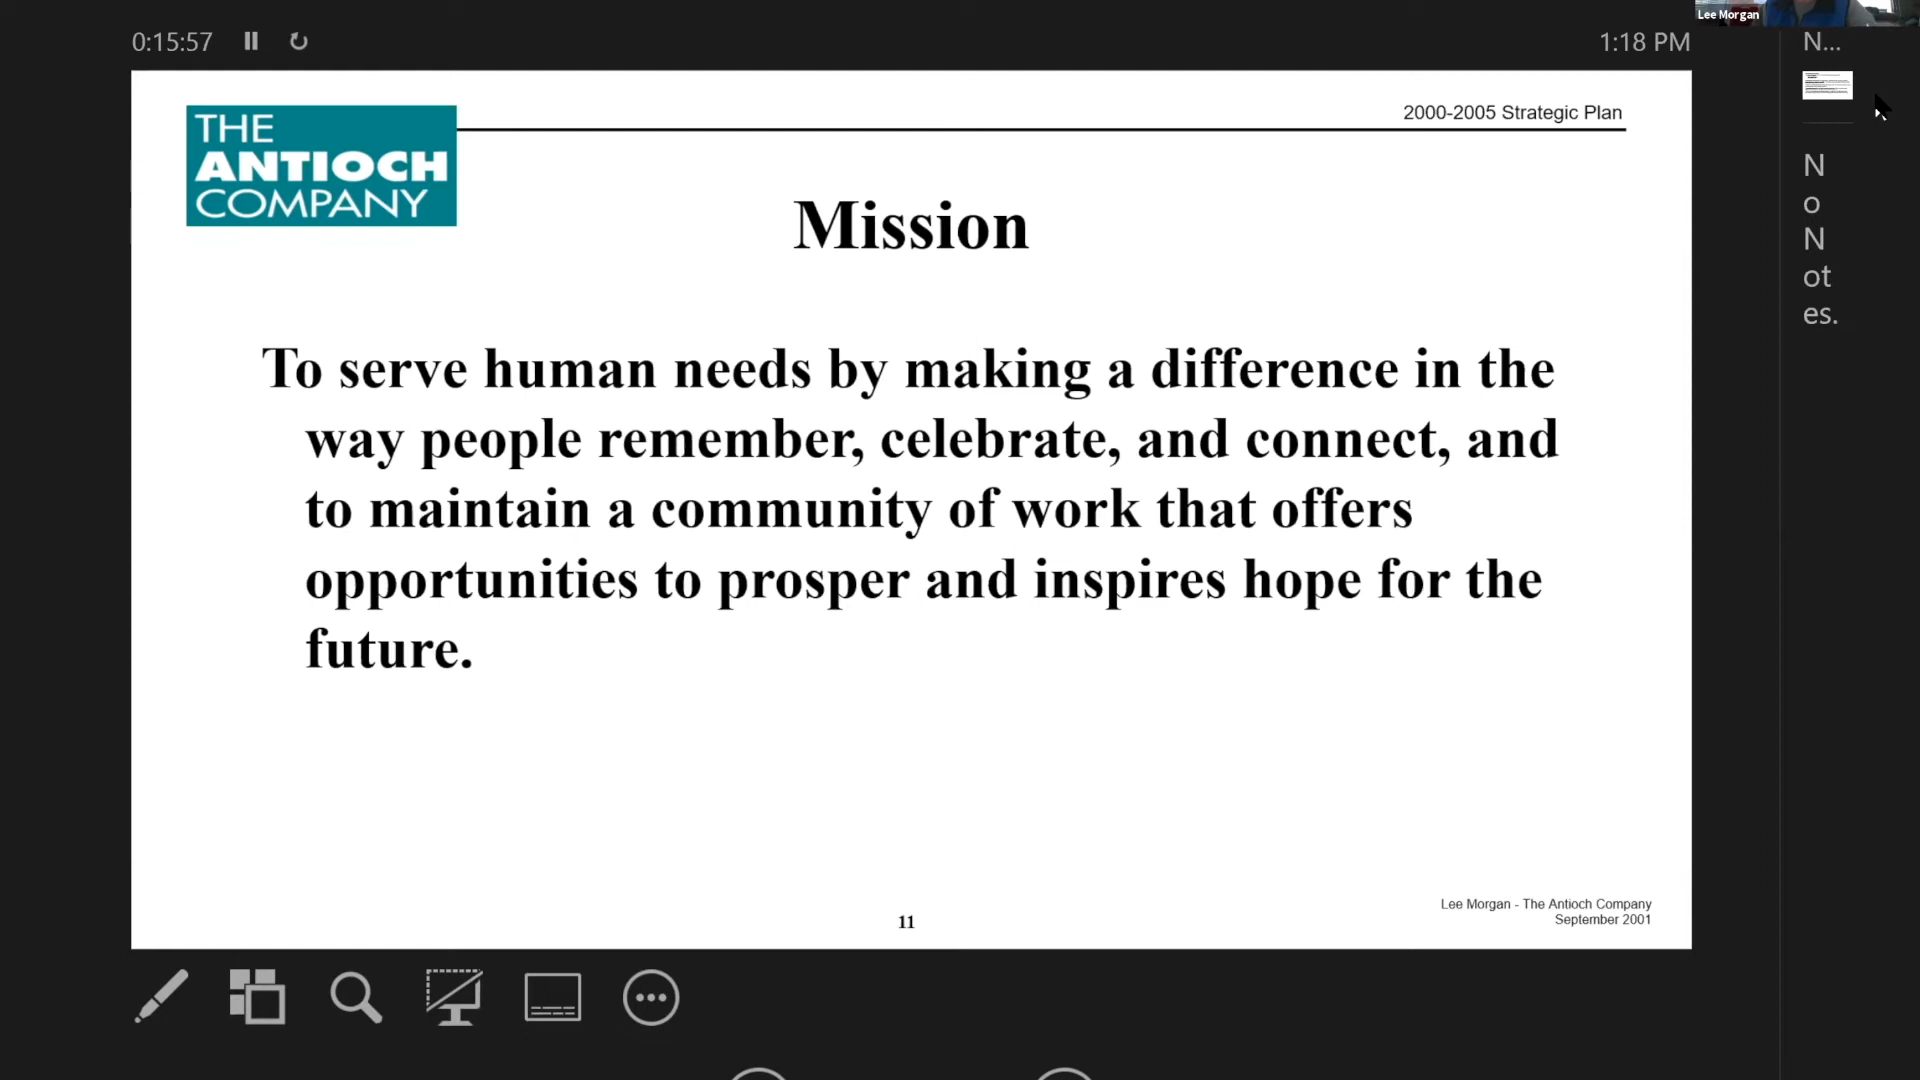 Lee Morgan
0:15:57
1:18 PM
N...
THE
ANTIOCH
COMPANY
2000-2005 Strategic Plan
Mission
To serve human needs by making a difference in the
way people remember, celebrate, and connect, and
to maintain a community of work that offers
opportunities to prosper and inspires hope for the
future.
11
Lee Morgan - The Antioch Company
September 2001
N
o
N
ot
es.